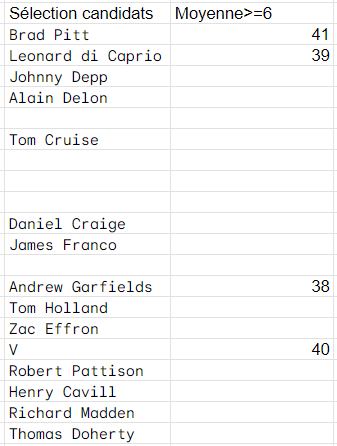 Sélection candidats Moyenne>=6
Brad Pitt 41
Leonard di Caprio 39
Johnny Depp
Alain Delon
Tom Cruise
Daniel Craige
James Franco
Andrew Garfields 38
Tom Holland
Zac Effron
V 40
Robert Pattison
Henry Cavill
Richard Madden
Thomas Doherty